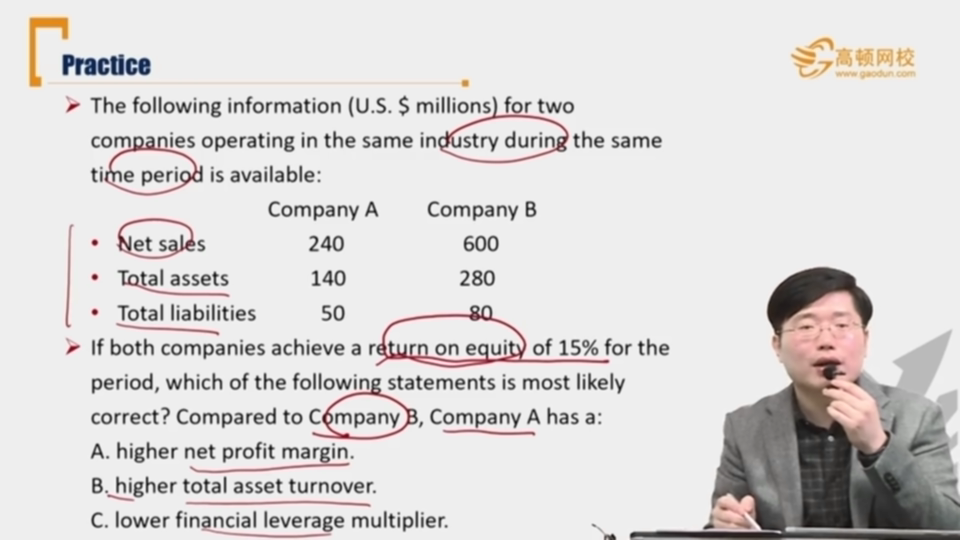 Practice
高顿网校
www.gaodun.com
The following information (U.S. $ millions) for two
companies operating in the same industry during the same
time period is available:
Company A Company B
Net sales 240 600
Total assets 140 280
Total liabilities 50 80
If both companies achieve a return on equity of 15% for the
period, which of the following statements is most likely
correct? Compared to Company B, Company A has a:
A. higher net profit margin.
B. higher total asset turnover.
C. lower financial leverage multiplier.